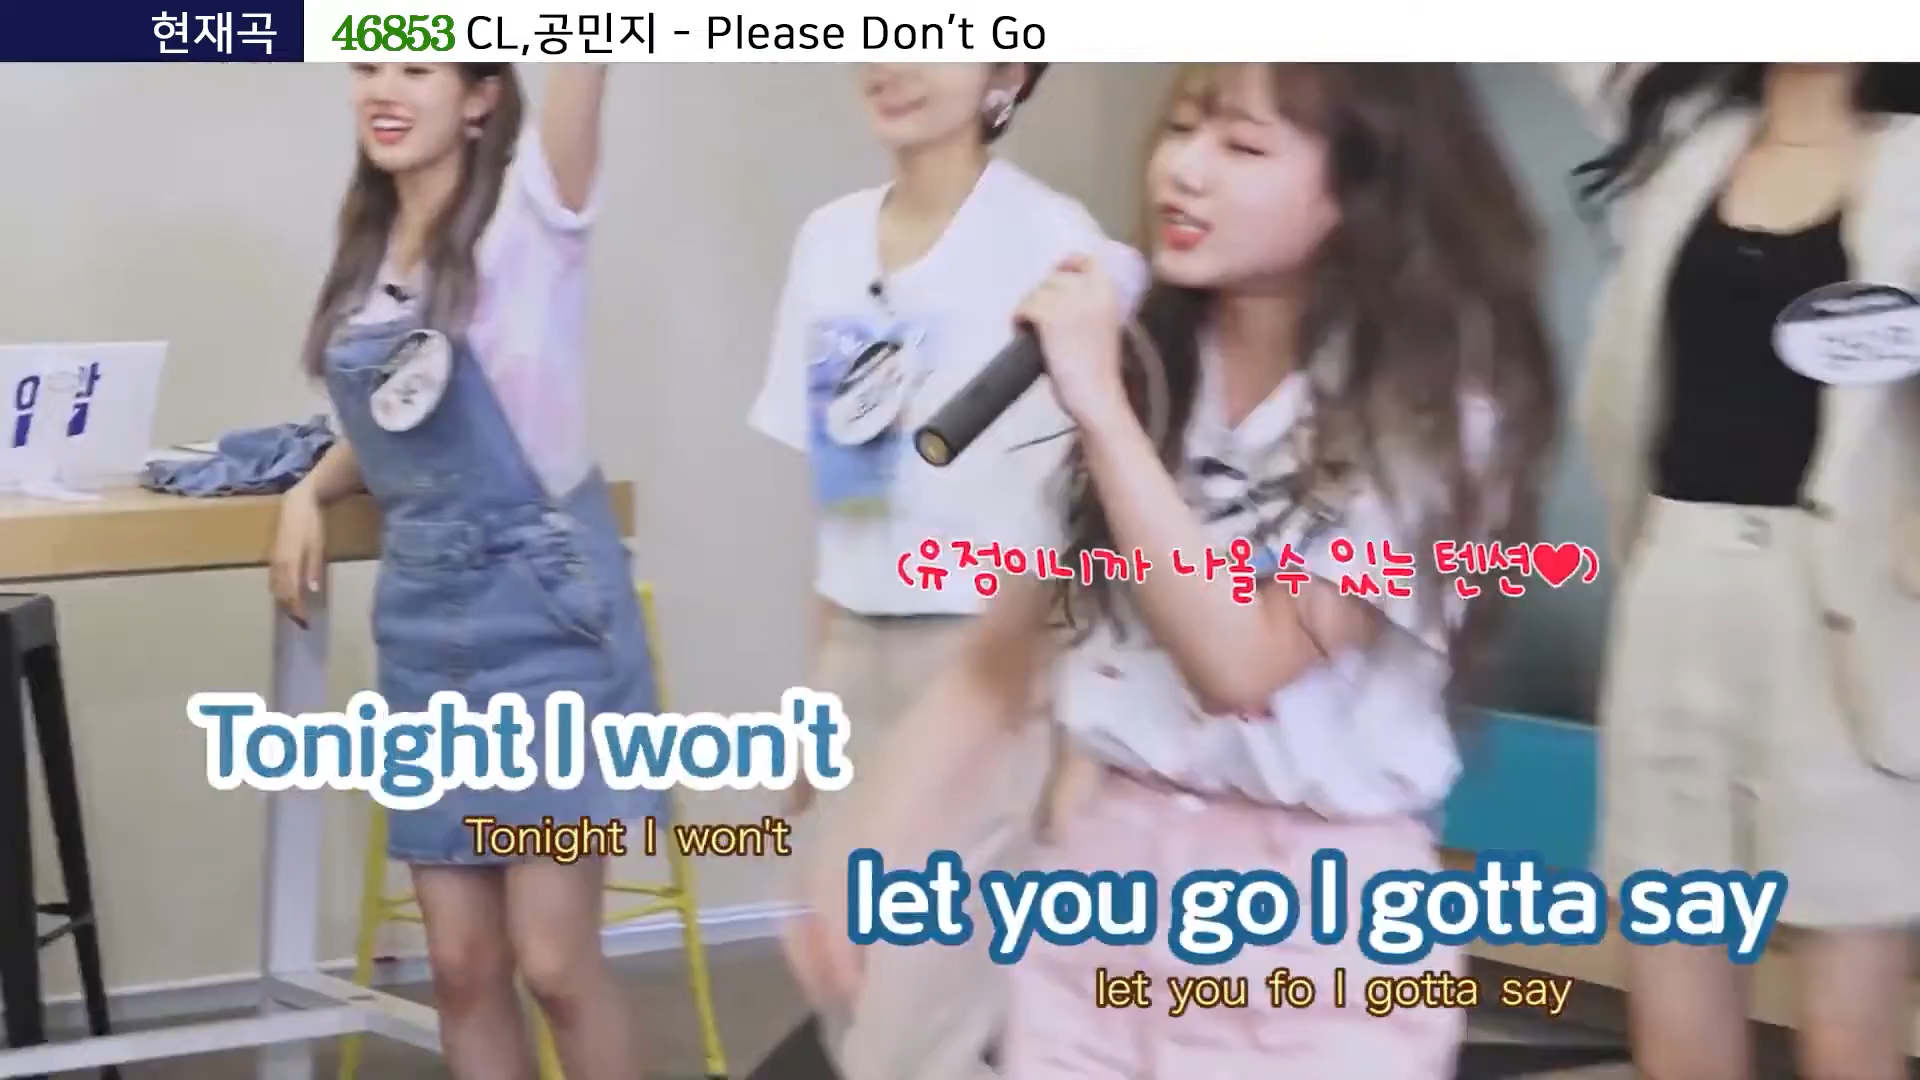 현재곡 46853 CL,공민지 - Please Don't Go
(유정이니까 나올 수 있는 텐션♥)
Tonight I won't
Tonight I won't
let you go I gotta say
let you fo I gotta say